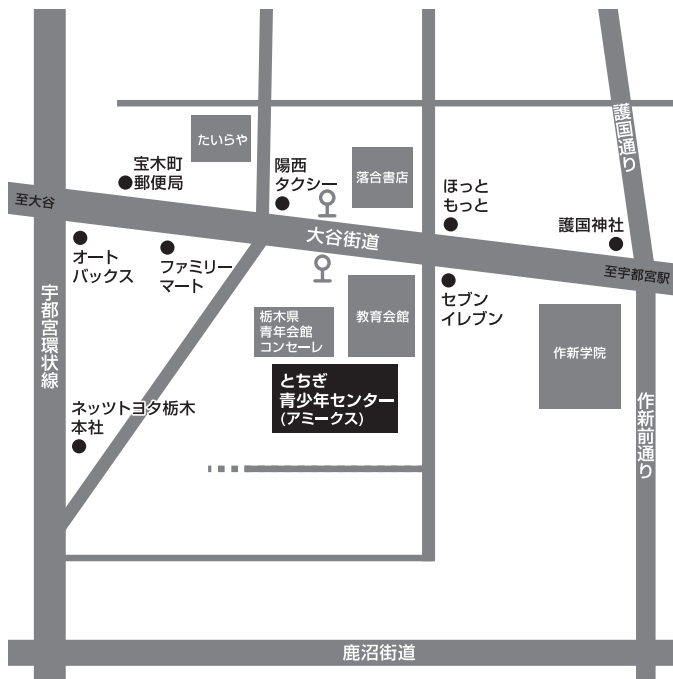 護国通り
たいらや
宝木町
郵便局
陽西
タクシー
落合書店
ほっと
もっと
至大谷
護国神社
大谷街道
オート
バックス
ファミリー
マート
至宇都宮駅
セブン
イレブン
宇都宮環状線
栃木県
青年会館
コンセーレ
教育会館
作新学院
とちぎ
青少年センター
(アミークス)
ネッツトヨタ栃木
本社
作新前通り
鹿沼街道